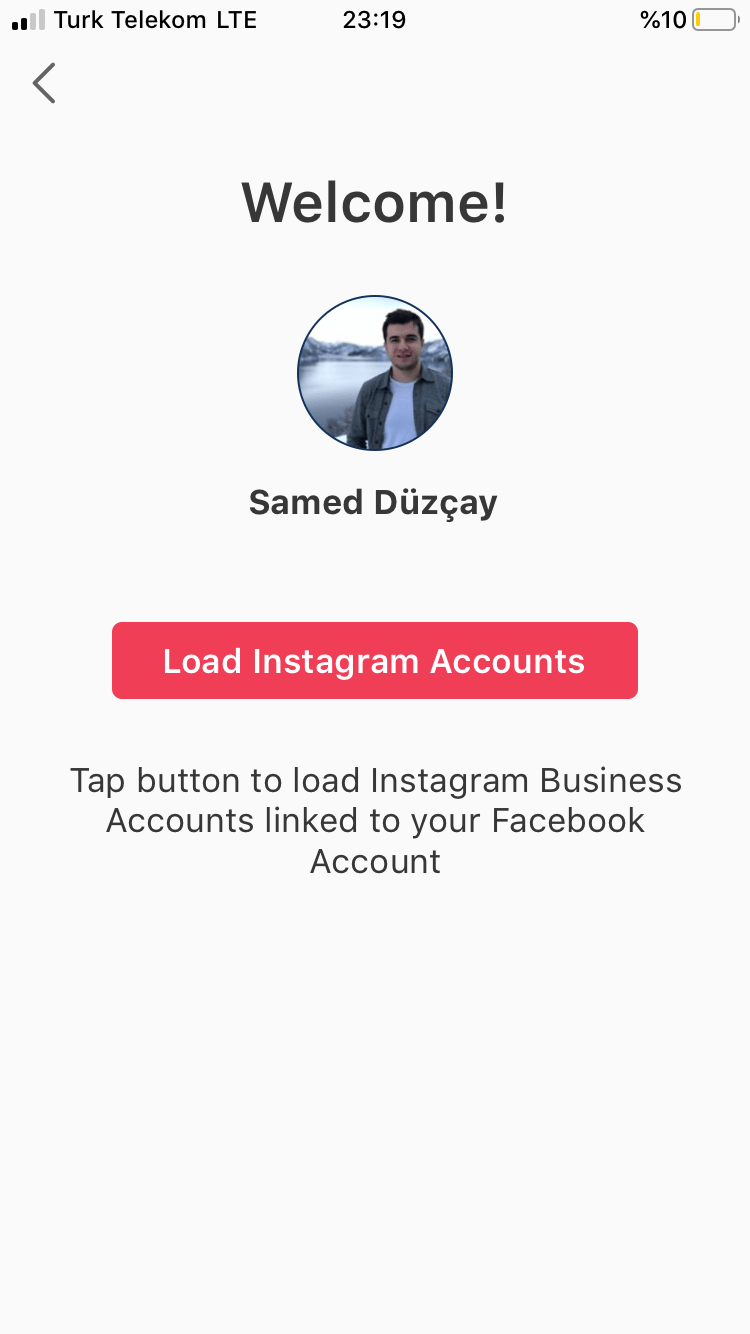 Turk Telekom LTE 23:19 %10
Welcome!
Samed Düzçay
Load Instagram Accounts
Tap button to load Instagram Business
Accounts linked to your Facebook
Account